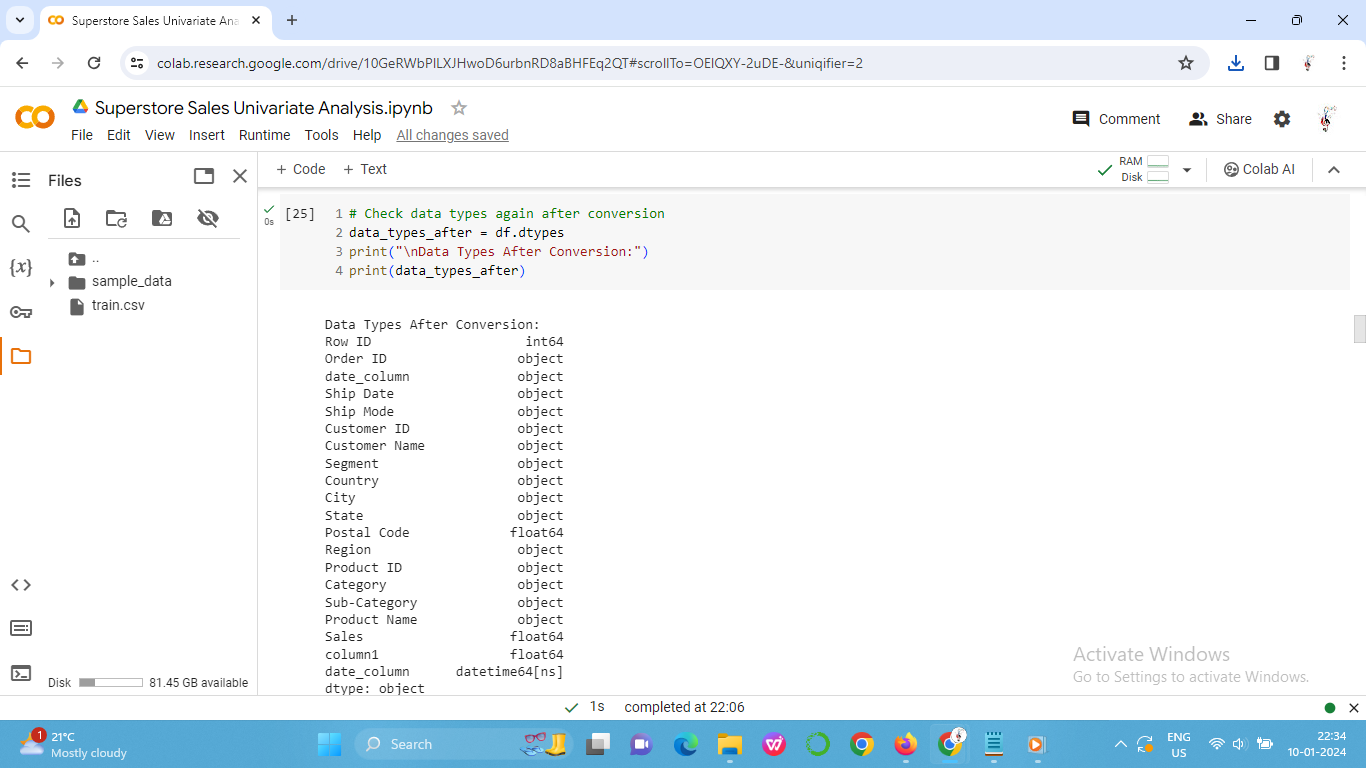 Superstore Sales Univariate Ana
colab.research.google.com/drive/10GeRWbPlLXJHwoD6urbnRD8aBHFEq2QT#scrollTo=OEIQXY-2uDE-&uniqifier=2
Superstore Sales Univariate Analysis.ipynb
File Edit View Insert Runtime Tools Help All changes saved
Comment Share
Files
+ Code + Text
RAM
Disk
Colab AI
..
sample_data
train.csv
{x}
0s
[25]
1 # Check data types again after conversion
2 data_types_after = df.dtypes
3 print("\nData Types After Conversion:")
4 print(data_types_after)
Data Types After Conversion:
Row ID int64
Order ID object
date_column object
Ship Date object
Ship Mode object
Customer ID object
Customer Name object
Segment object
Country object
City object
State object
Postal Code float64
Region object
Product ID object
Category object
Sub-Category object
Product Name object
Sales float64
column1 float64
date_column datetime64[ns]
dtype: object
Disk 81.45 GB available
Activate Windows
Go to Settings to activate Windows.
1s completed at 22:06
1
21°C
Mostly cloudy
Search
ENG
US
22:34
10-01-2024